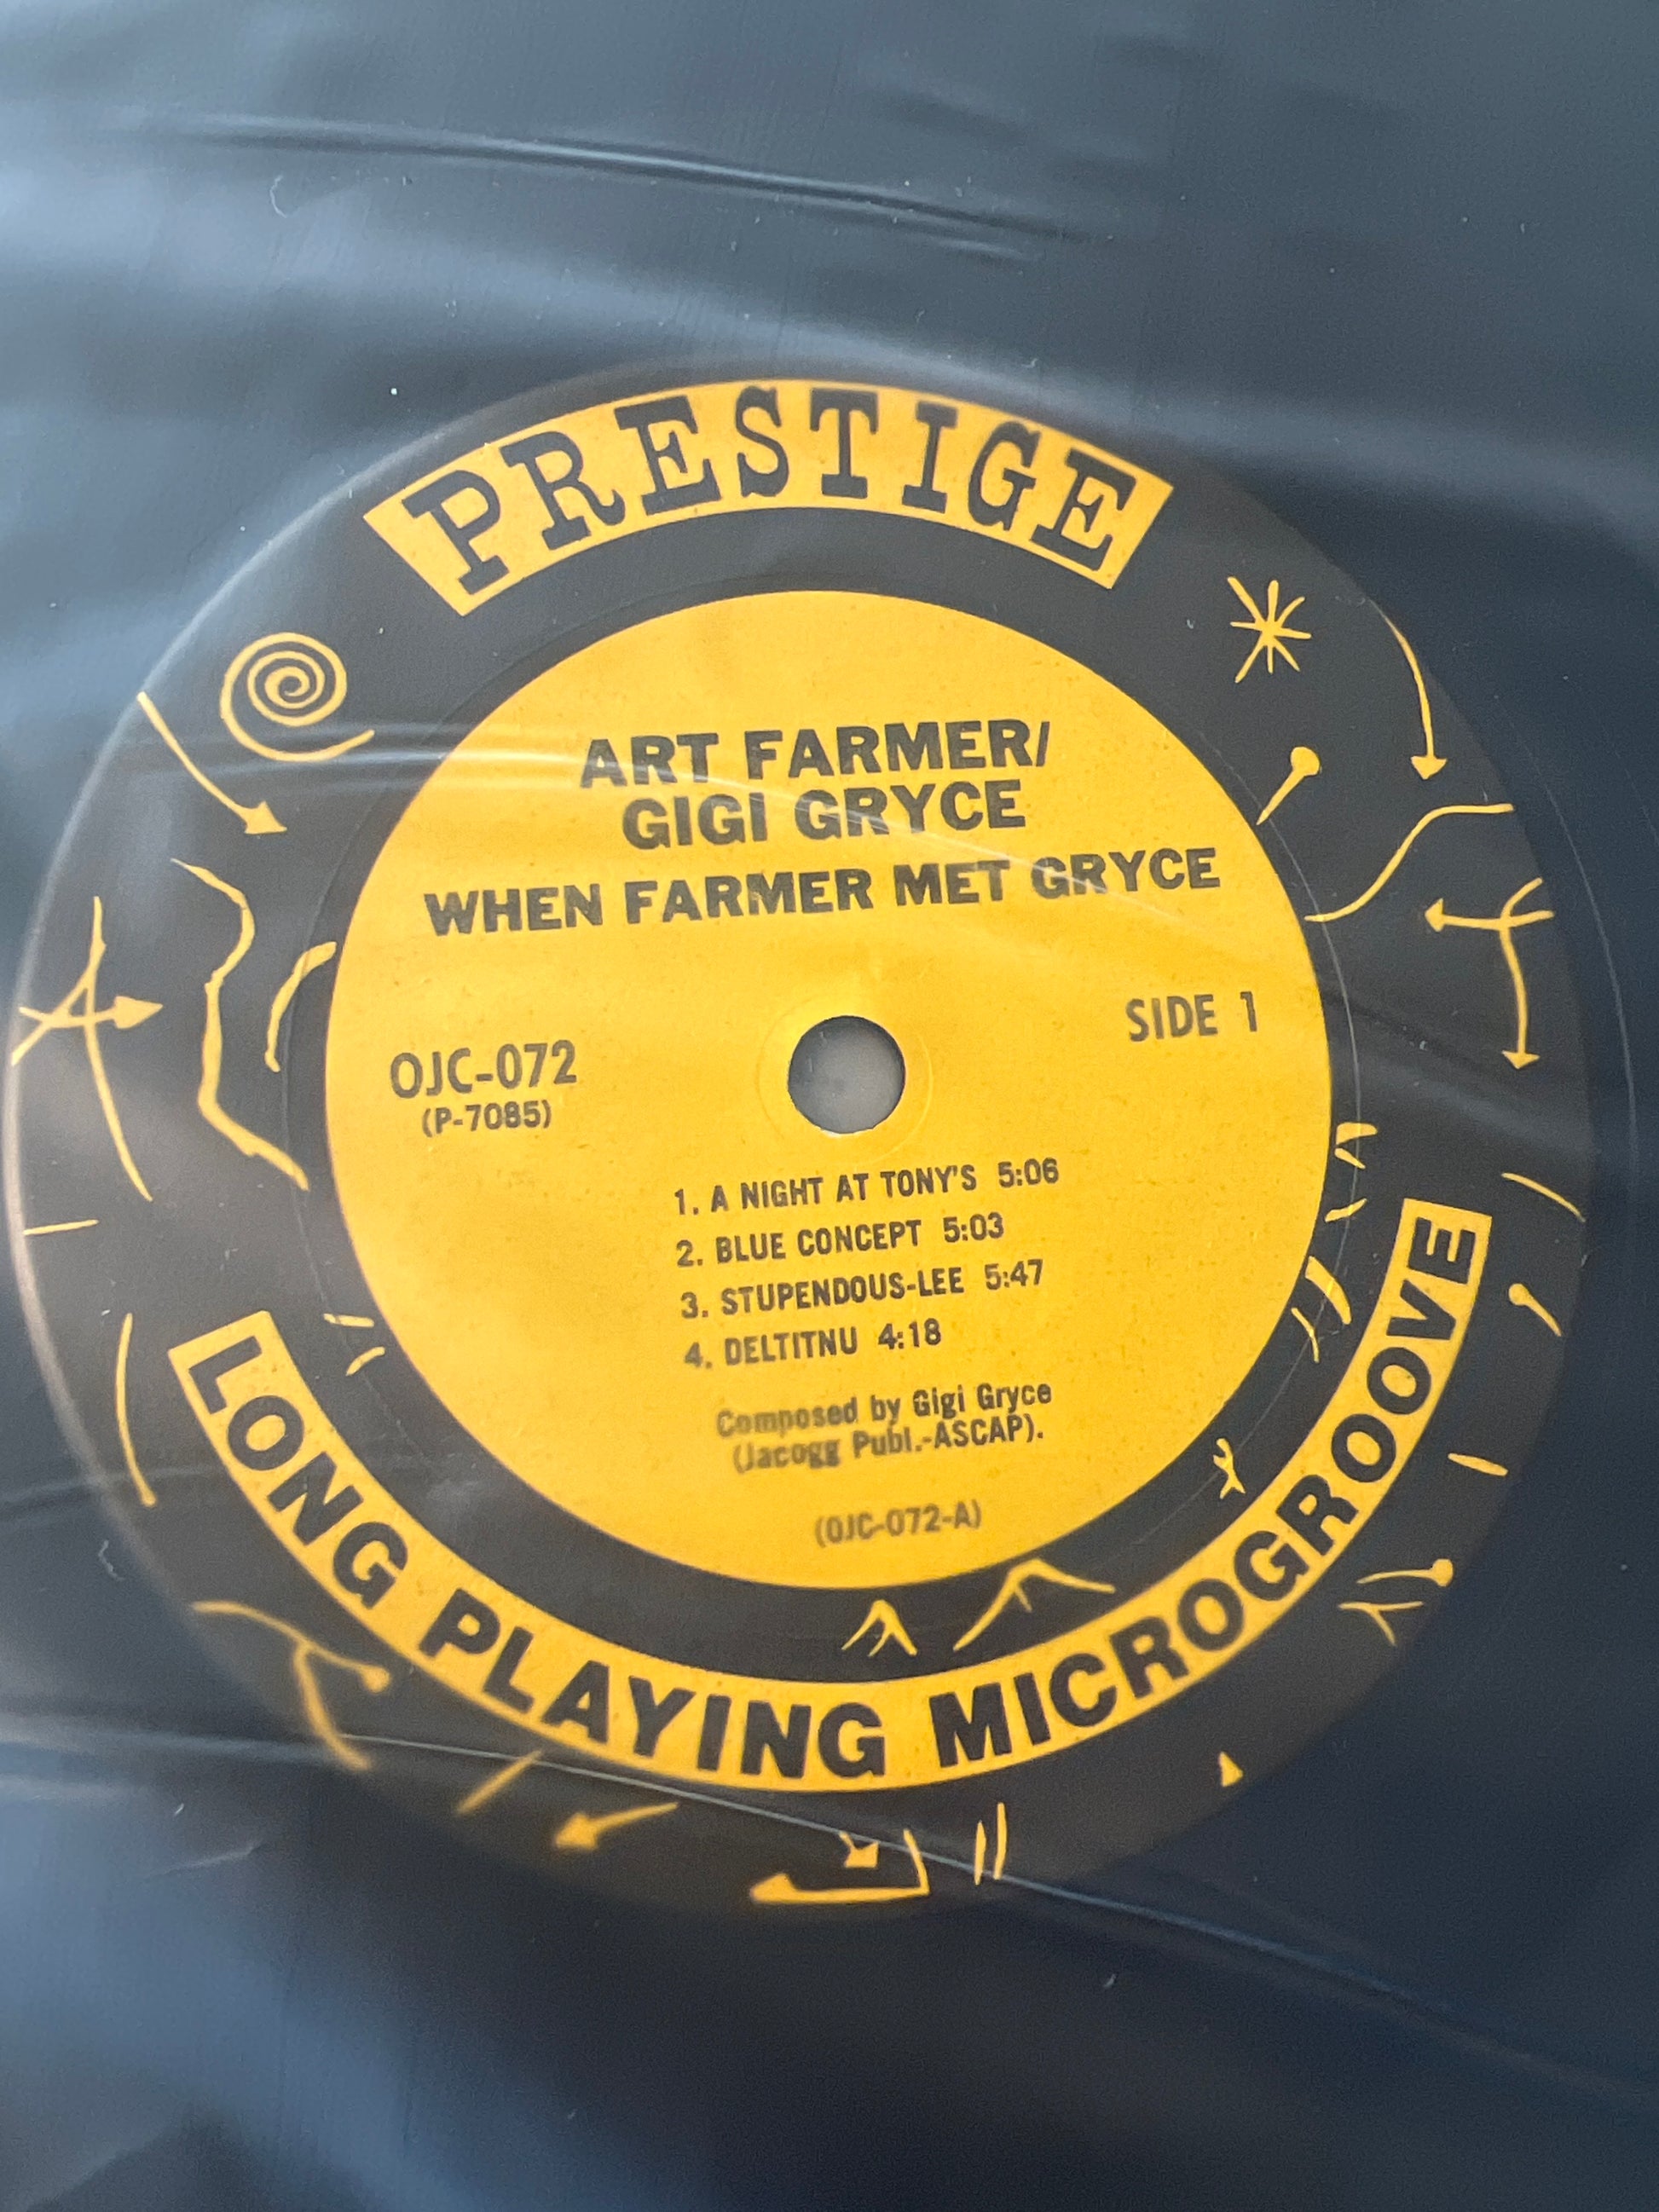 PRESTIGE
ART FARMER/
GIGI GRYCE
WHEN FARMER MET GRYCE
SIDE 1
OJC-072
(P-7085)
1. A NIGHT AT TONY'S 5:06
2. BLUE CONCEPT 5:03
3. STUPENDOUS-LEE 5:47
4. DELTITNU 4:18
Composed by Gigi Gryce
(Jacogg Publ.-ASCAP).
(OJC-072-A)
LONG PLAYING MICROGROOVE